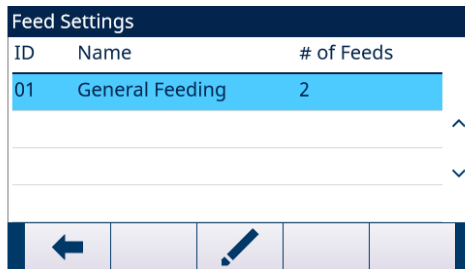 Feed Settings
ID Name # of Feeds
01 General Feeding 2